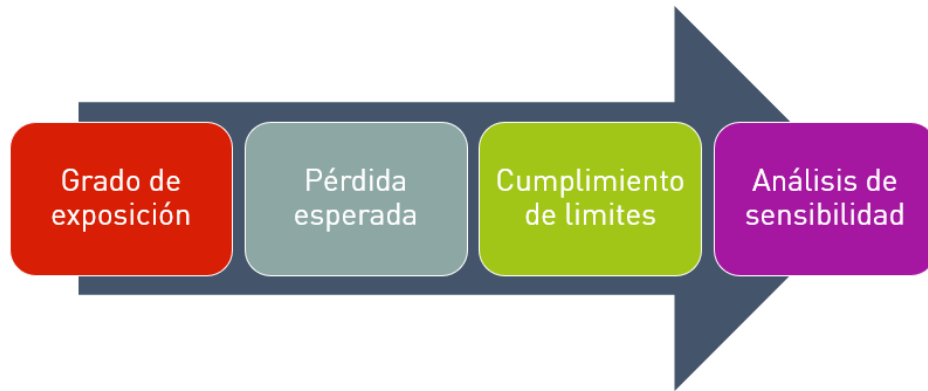 Grado de
exposición
Pérdida
esperada
Cumplimiento
de limites
Análisis de
sensibilidad